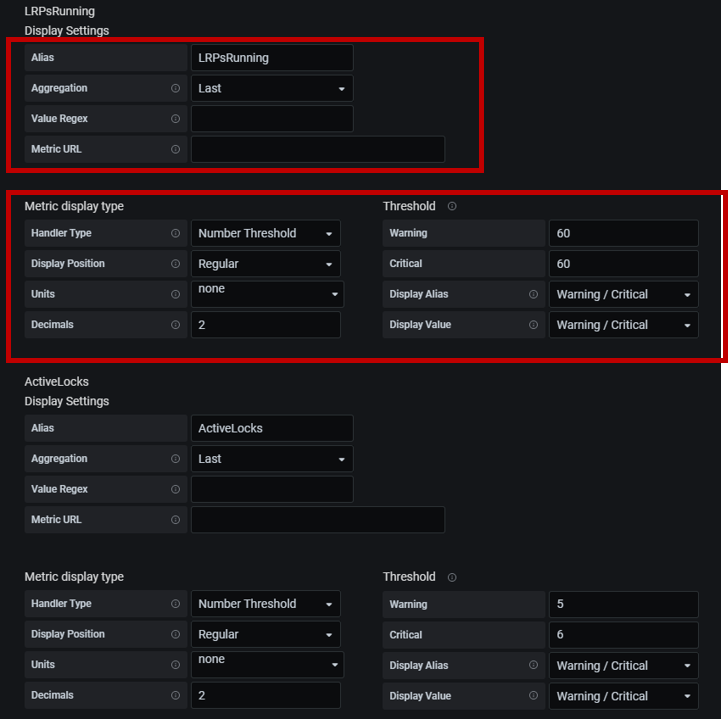 LRPsRunning
Display Settings
Alias LRPsRunning
Aggregation Last
Value Regex
Metric URL
Metric display type Threshold
Handler Type Number Threshold Warning 60
Display Position Regular Critical 60
Units none Display Alias Warning / Critical
Decimals 2 Display Value Warning / Critical
ActiveLocks
Display Settings
Alias ActiveLocks
Aggregation Last
Value Regex
Metric URL
Metric display type Threshold
Handler Type Number Threshold Warning 5
Display Position Regular Critical 6
Units none Display Alias Warning / Critical
Decimals 2 Display Value Warning / Critical